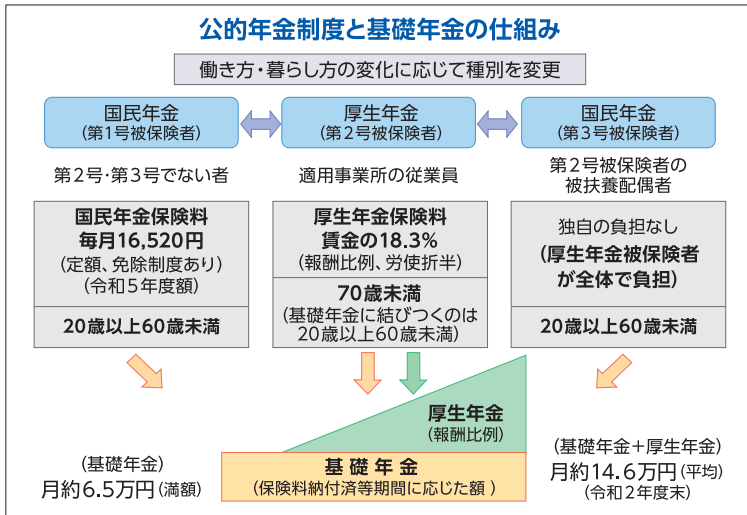 公的年金制度と基礎年金の仕組み
働き方・暮らし方の変化に応じて種別を変更
国民年金
(第1号被保険者)
厚生年金
(第2号被保険者)
国民年金
(第3号被保険者)
第2号・第3号でない者
適用事業所の従業員
第2号被保険者の
被扶養配偶者
国民年金保険料
毎月16,520円
(定額、免除制度あり)
(令和5年度額)
20歳以上60歳未満
厚生年金保険料
賃金の18.3%
(報酬比例、労使折半)
70歳未満
(基礎年金に結びつくのは
20歳以上60歳未満)
独自の負担なし
(厚生年金被保険者
が全体で負担)
20歳以上60歳未満
厚生年金
(報酬比例)
基礎年金
(保険料納付済等期間に応じた額)
(基礎年金)
月約6.5万円(満額)
(基礎年金+厚生年金)
月約14.6万円(平均)
(令和2年度末)